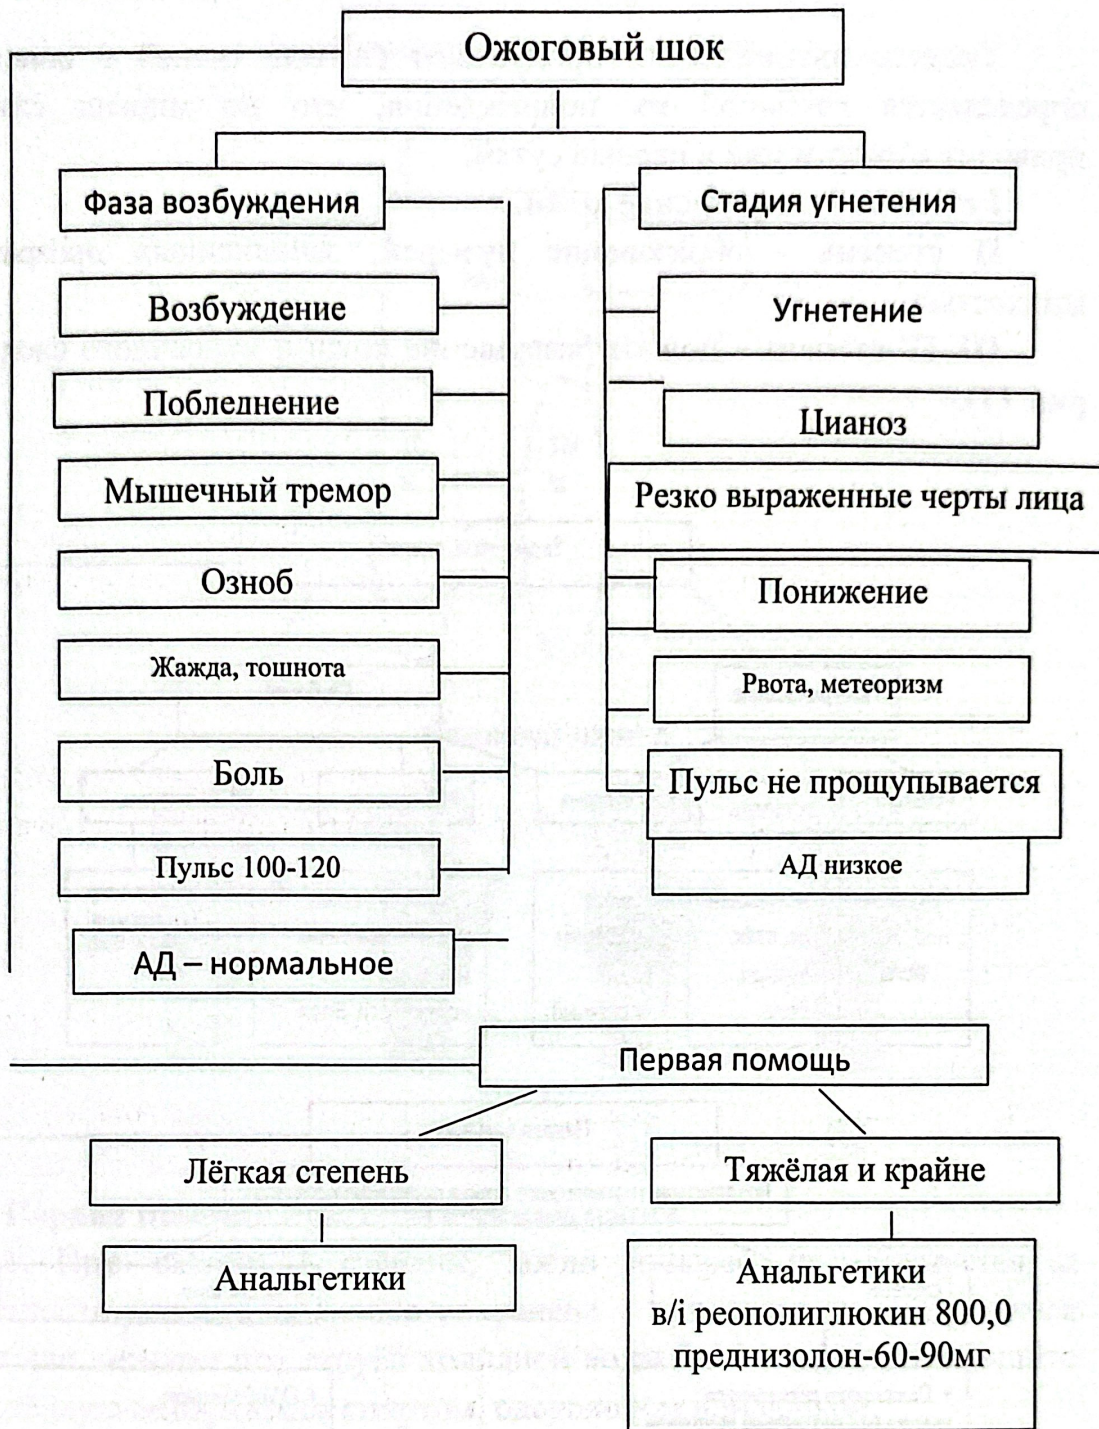 Ожоговый шок
Фаза возбуждения
Стадия угнетения
Возбуждение
Угнетение
Побледнение
Цианоз
Мышечный тремор
Резко выраженные черты лица
Озноб
Понижение
Жажда, тошнота
Рвота, метеоризм
Боль
Пульс не прощупывается
Пульс 100-120
АД низкое
АД – нормальное
Первая помощь
Лёгкая степень
Тяжёлая и крайне
Анальгетики
Анальгетики
в/i реополиглюкин 800,0
преднизолон-60-90мг